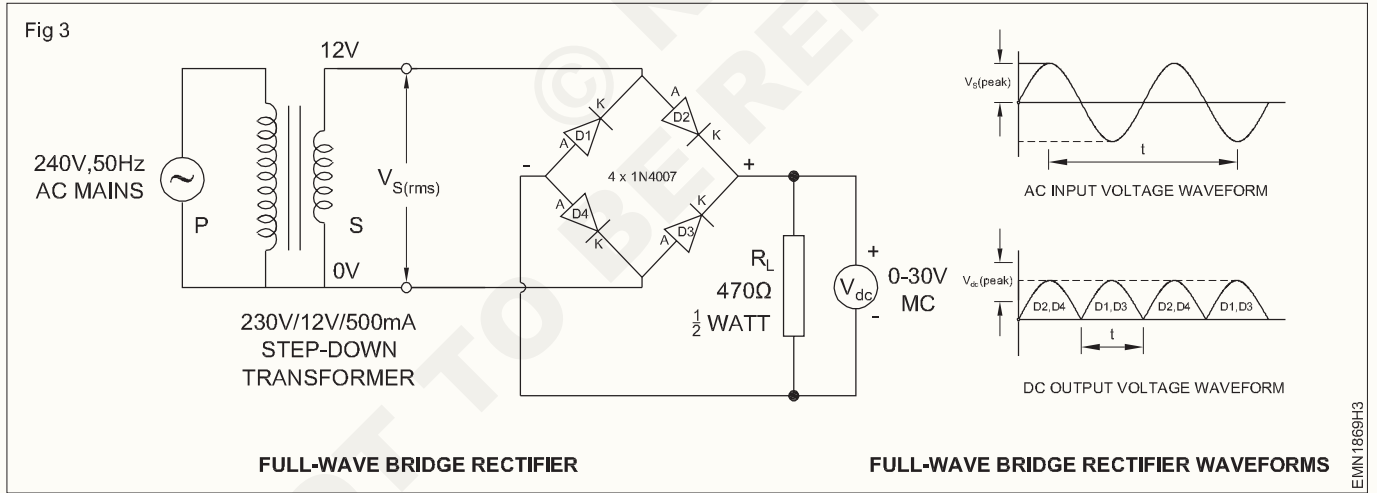 Fig 3
12V
240V,50Hz
AC MAINS
P
S
VS(rms)
0V
230V/12V/500mA
STEP-DOWN
TRANSFORMER
A
K
D1
A
A
D2
K
-
+
4 x 1N4007
A
D4
K
K
D3
A
RL
470Ω
½ WATT
+
Vdc
-
0-30V
MC
FULL-WAVE BRIDGE RECTIFIER
VS(peak)
t
AC INPUT VOLTAGE WAVEFORM
Vdc(peak)
D2,D4 D1,D3 D2,D4 D1,D3
t
DC OUTPUT VOLTAGE WAVEFORM
FULL-WAVE BRIDGE RECTIFIER WAVEFORMS
EMN1869H3